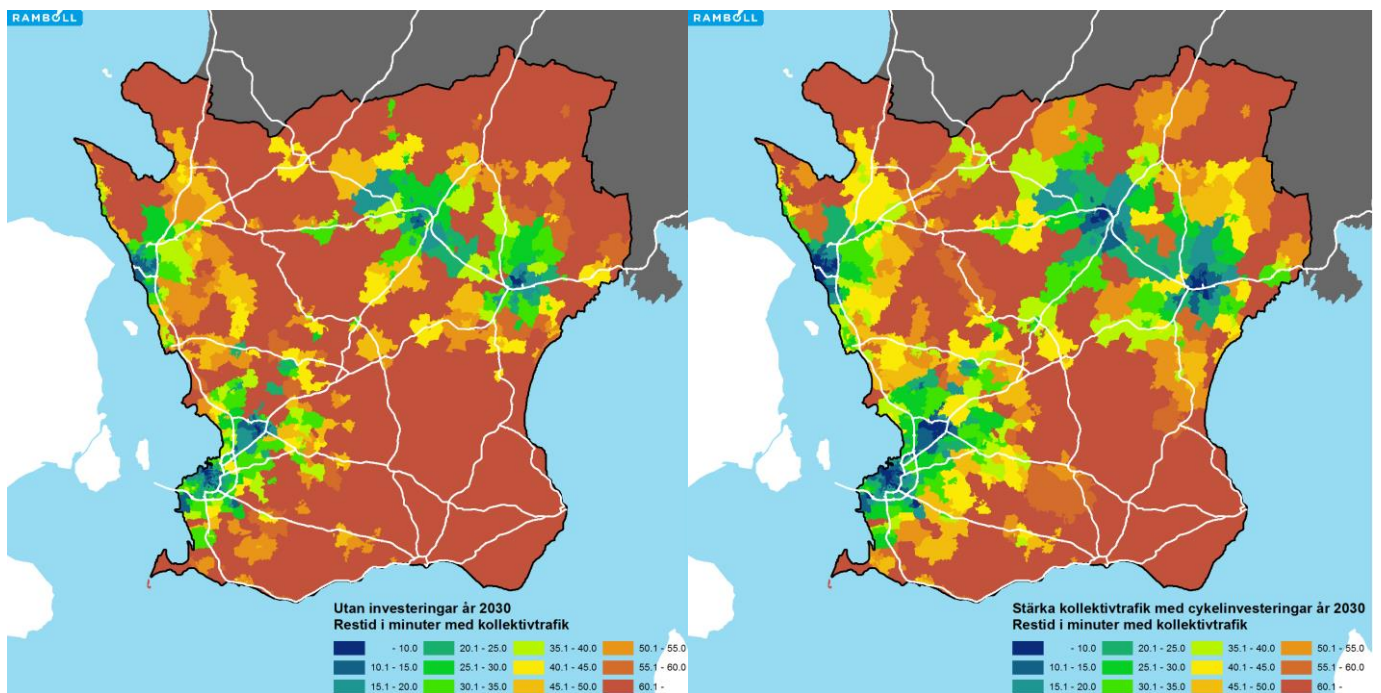 RAMBOLL
Utan investeringar år 2030
Restid i minuter med kollektivtrafik
- 10.0 20.1 - 25.0 35.1 - 40.0 50.1 - 55.0
10.1 - 15.0 25.1 - 30.0 40.1 - 45.0 55.1 - 60.0
15.1 - 20.0 30.1 - 35.0 45.1 - 50.0 60.1 -
RAMBOLL
Stärka kollektivtrafik med cykelinvesteringar år 2030
Restid i minuter med kollektivtrafik
- 10.0 20.1 - 25.0 35.1 - 40.0 50.1 - 55.0
10.1 - 15.0 25.1 - 30.0 40.1 - 45.0 55.1 - 60.0
15.1 - 20.0 30.1 - 35.0 45.1 - 50.0 60.1 -